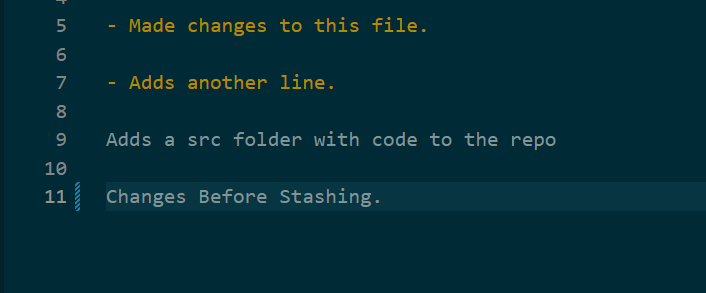 5 - Made changes to this file.
6
7 - Adds another line.
8
9 Adds a src folder with code to the repo
10
11 Changes Before Stashing.